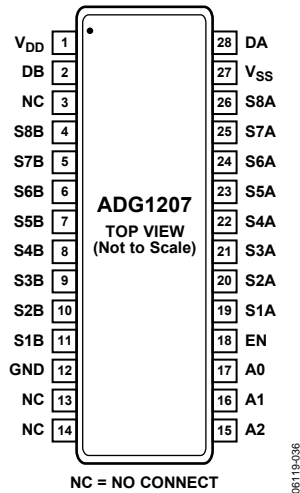 VDD 1 28 DA
DB 2 27 VSS
NC 3 26 S8A
S8B 4 25 S7A
S7B 5 24 S6A
S6B 6 23 S5A
S5B 7 22 S4A
S4B 8 21 S3A
S3B 9 20 S2A
S2B 10 19 S1A
S1B 11 18 EN
GND 12 17 A0
NC 13 16 A1
NC 14 15 A2
ADG1207
TOP VIEW
(Not to Scale)
NC = NO CONNECT
06119-036